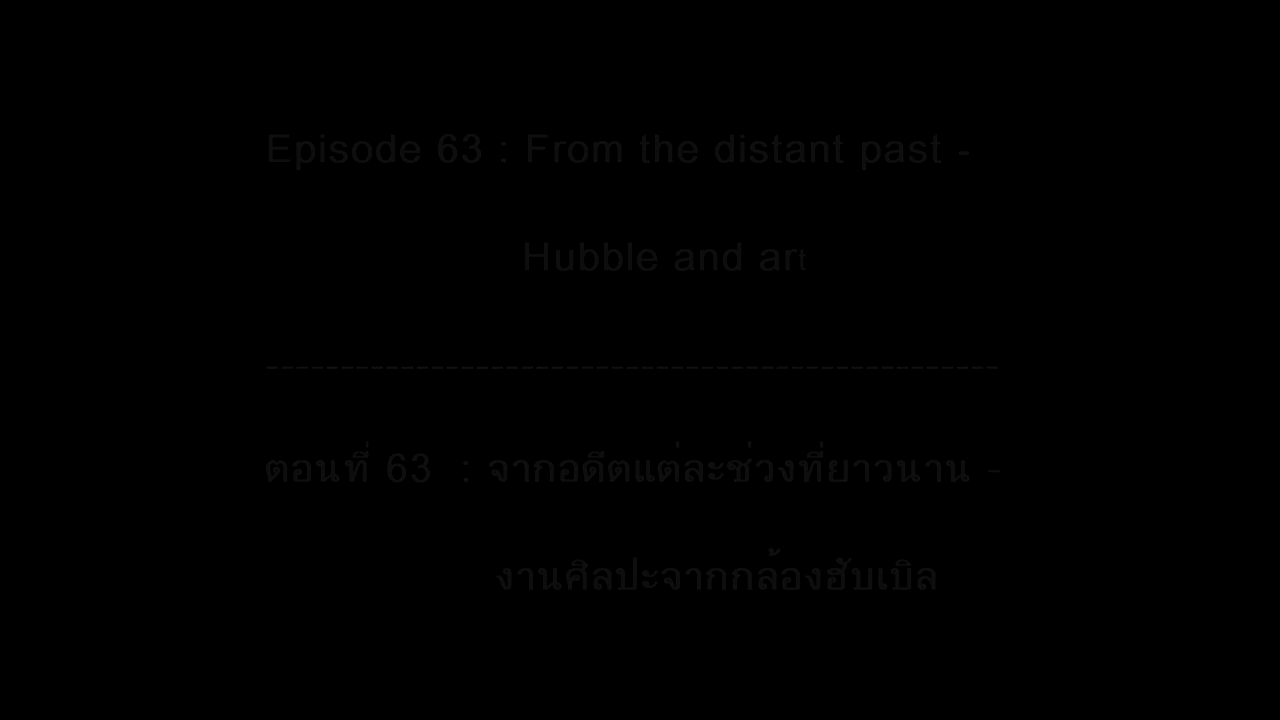 Episode 63 : From the distant past -
Hubble and art
-------------------------------------------------
ตอนที่ 63 : จากอดีตแต่ละช่วงที่ยาวนาน -
งานศิลปะจากกล้องฮับเบิล